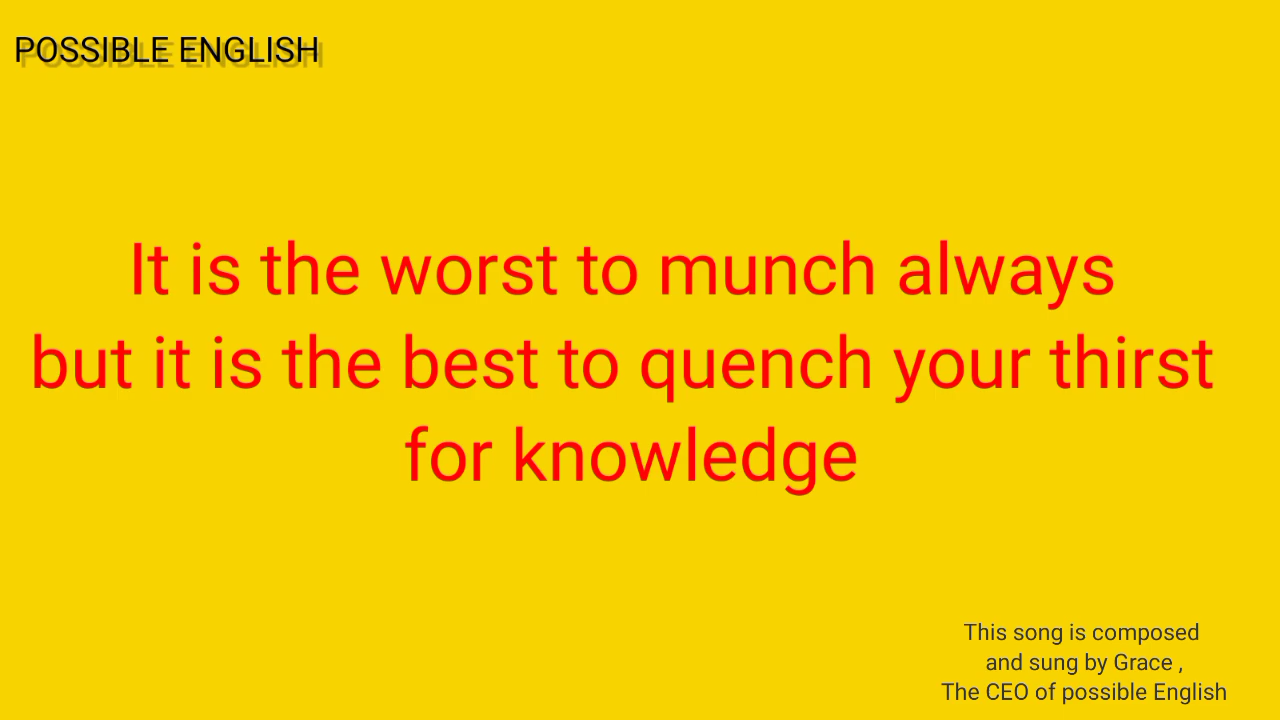 POSSIBLE ENGLISH
It is the worst to munch always
but it is the best to quench your thirst
for knowledge
This song is composed
and sung by Grace ,
The CEO of possible English